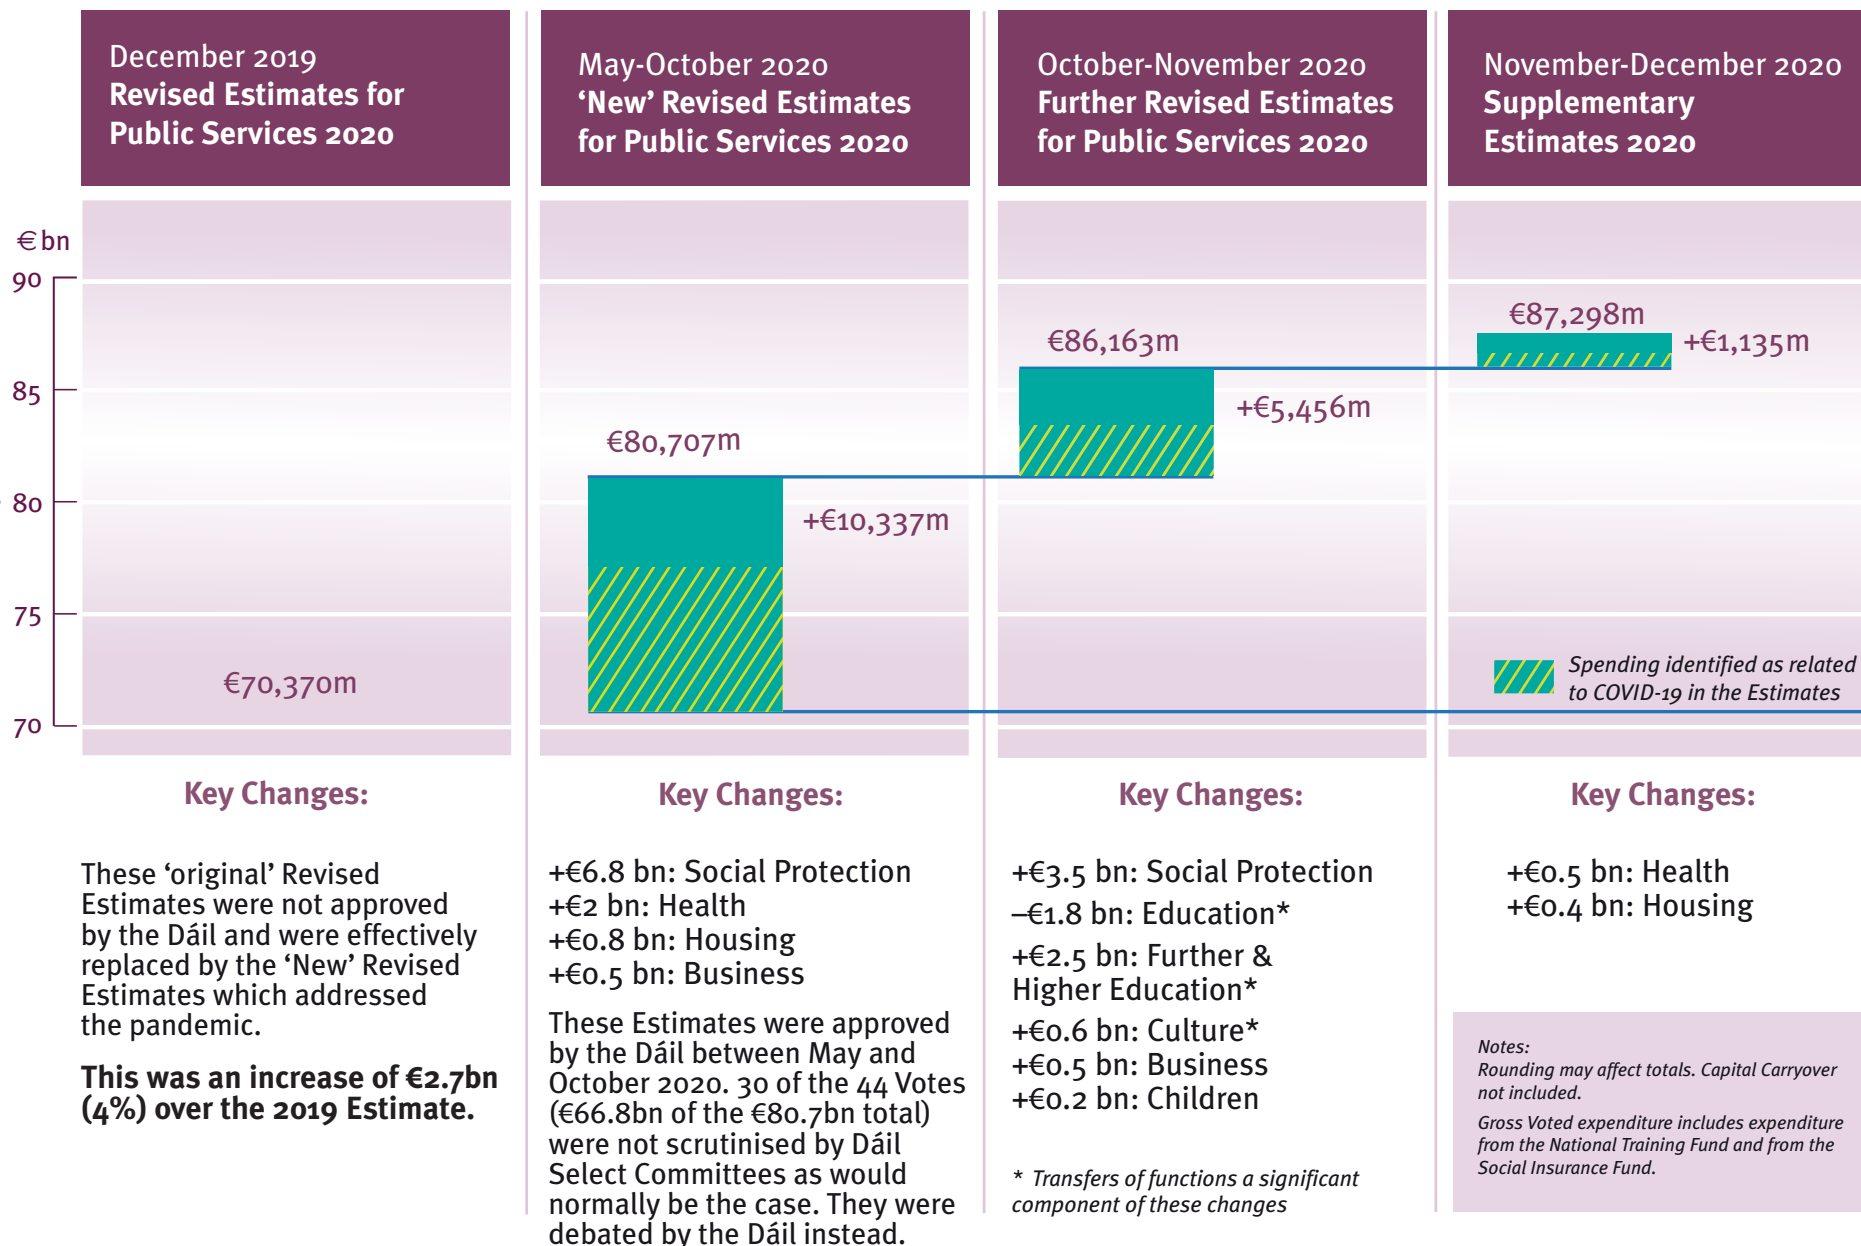 December 2019
Revised Estimates for
Public Services 2020
May-October 2020
‘New’ Revised Estimates
for Public Services 2020
October-November 2020
Further Revised Estimates
for Public Services 2020
November-December 2020
Supplementary
Estimates 2020
€bn
90
85
80
75
70
€70,370m
€80,707m
+€10,337m
€86,163m
+€5,456m
€87,298m
+€1,135m
Spending identified as related
to COVID-19 in the Estimates
Key Changes:
These ‘original’ Revised
Estimates were not approved
by the Dáil and were effectively
replaced by the ‘New’ Revised
Estimates which addressed
the pandemic.
This was an increase of €2.7bn
(4%) over the 2019 Estimate.
Key Changes:
+€6.8 bn: Social Protection
+€2 bn: Health
+€0.8 bn: Housing
+€0.5 bn: Business
These Estimates were approved
by the Dáil between May and
October 2020. 30 of the 44 Votes
(€66.8bn of the €80.7bn total)
were not scrutinised by Dáil
Select Committees as would
normally be the case. They were
debated by the Dáil instead.
Key Changes:
+€3.5 bn: Social Protection
–€1.8 bn: Education*
+€2.5 bn: Further &
Higher Education*
+€0.6 bn: Culture*
+€0.5 bn: Business
+€0.2 bn: Children
* Transfers of functions a significant
component of these changes
Key Changes:
+€0.5 bn: Health
+€0.4 bn: Housing
Notes:
Rounding may affect totals. Capital Carryover
not included.
Gross Voted expenditure includes expenditure
from the National Training Fund and from the
Social Insurance Fund.